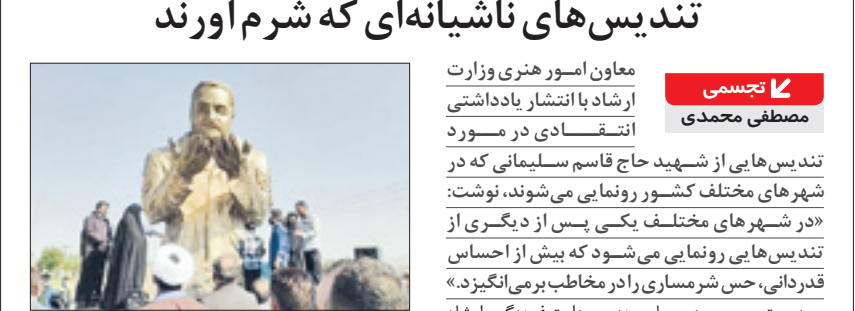 تندیس‌های ناشیانه‌ای که شرم آورند
تجسمی
مصطفی محمدی
معاون امور هنری وزارت
ارشاد با انتشار یادداشتی
انتقادی در مورد
تندیس‌هایی از شهید حاج قاسم سلیمانی که در
شهرهای مختلف کشور رونمایی می‌شوند، نوشت:
«در شهرهای مختلف یکی پس از دیگری از
تندیس‌هایی رونمایی می‌شود که بیش از احساس
قدردانی، حس شرمساری را در مخاطب برمی‌انگیزد.»